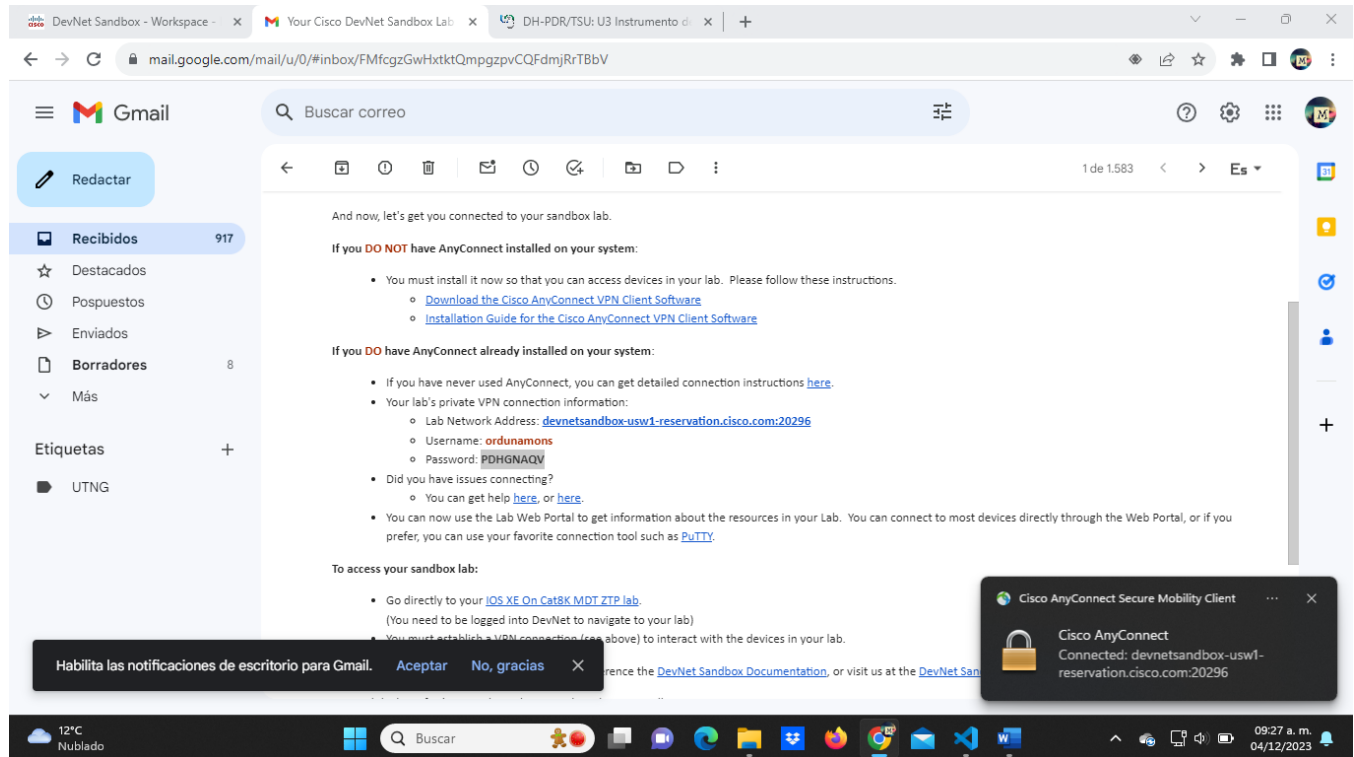 DevNet Sandbox - Workspace -
Your Cisco DevNet Sandbox Lab
DH-PDR/TSU: U3 Instrumento d
mail.google.com/mail/u/0/#inbox/FMfcgzGwHxtktQmpgzpvCQFdmjRrTBbV
Gmail
Buscar correo
Redactar
1 de 1.583
Es
Recibidos 917
Destacados
Pospuestos
Enviados
Borradores 8
Más
Etiquetas
UTNG
And now, let's get you connected to your sandbox lab.
If you DO NOT have AnyConnect installed on your system:
You must install it now so that you can access devices in your lab. Please follow these instructions.
Download the Cisco AnyConnect VPN Client Software
Installation Guide for the Cisco AnyConnect VPN Client Software
If you DO have AnyConnect already installed on your system:
If you have never used AnyConnect, you can get detailed connection instructions here.
Your lab's private VPN connection information:
Lab Network Address: devnetsandbox-usw1-reservation.cisco.com:20296
Username: ordunamons
Password: PDHGNAQV
Did you have issues connecting?
You can get help here, or here.
You can now use the Lab Web Portal to get information about the resources in your Lab. You can connect to most devices directly through the Web Portal, or if you
prefer, you can use your favorite connection tool such as PuTTY.
To access your sandbox lab:
Go directly to your IOS XE On Cat8K MDT ZTP lab.
(You need to be logged into DevNet to navigate to your lab)
You must establish a VPN connection (see above) to interact with the devices in your lab.
erence the DevNet Sandbox Documentation, or visit us at the DevNet San
Habilita las notificaciones de escritorio para Gmail. Aceptar No, gracias
Cisco AnyConnect Secure Mobility Client
Cisco AnyConnect
Connected: devnetsandbox-usw1-
reservation.cisco.com:20296
12°C
Nublado
Buscar
09:27 a. m.
04/12/2023